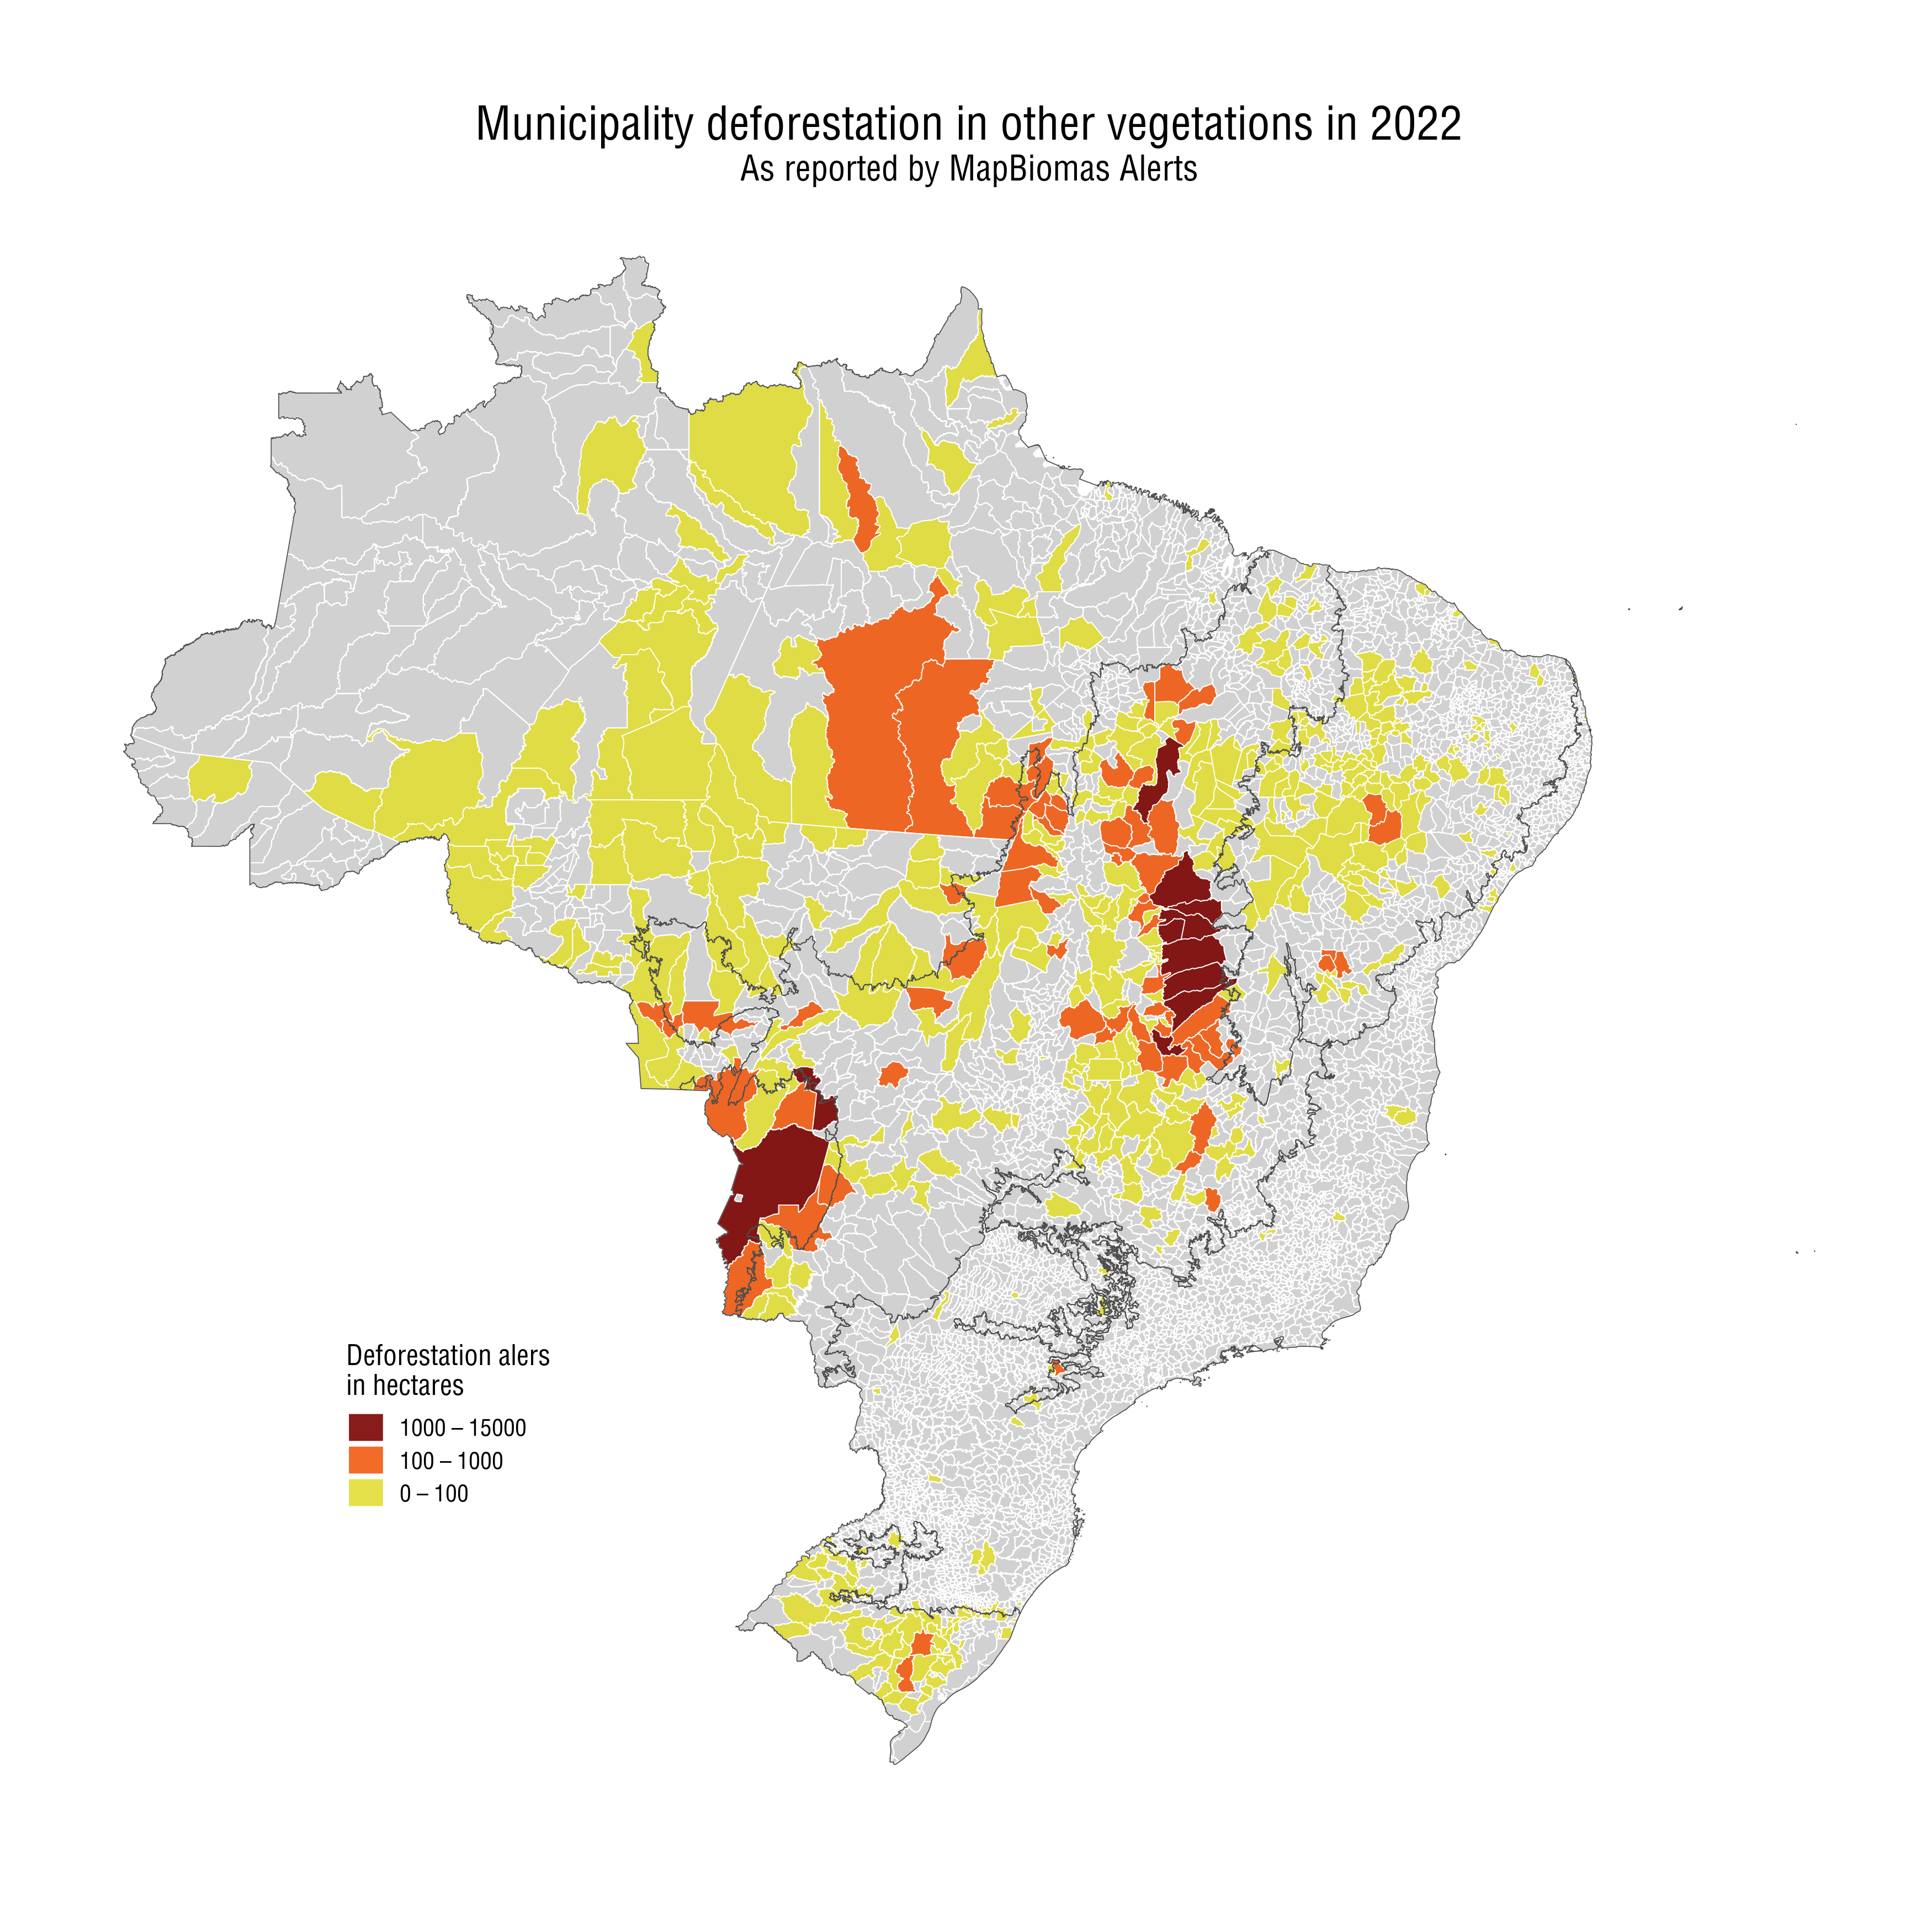 Municipality deforestation in other vegetations in 2022
As reported by MapBiomas Alerts
Deforestation alers
in hectares
1000 – 15000
100 – 1000
0 – 100